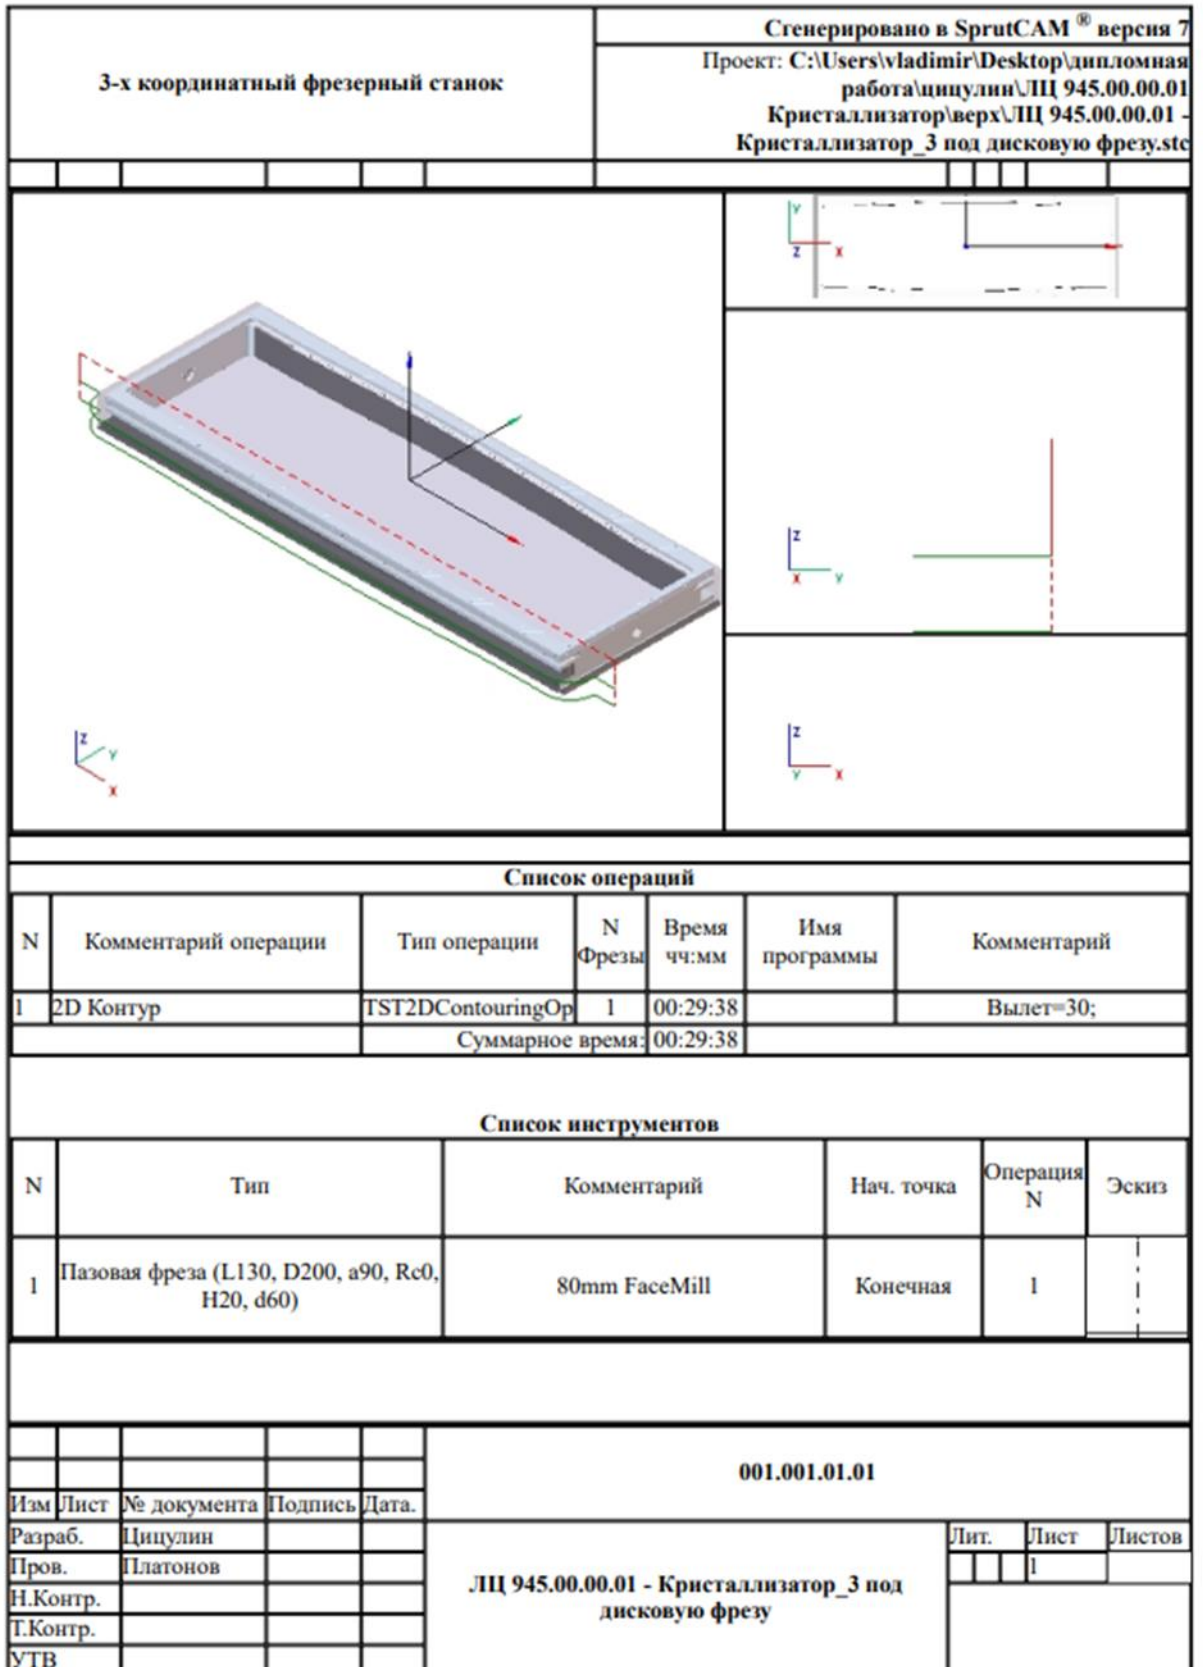 3-х координатный фрезерный станок
Сгенерировано в SprutCAM ® версия 7
Проект: C:\Users\vladimir\Desktop\дипломная
работа\цицулин\ЛЦ 945.00.00.01
Кристаллизатор\верх\ЛЦ 945.00.00.01 -
Кристаллизатор_3 под дисковую фрезу.stc
Y
Z X
Z
X Y
Z
Y X
Z
Y
X
Список операций
N Комментарий операции Тип операции N Фрезы Время чч:мм Имя программы Комментарий
1 2D Контур TST2DContouringOp 1 00:29:38 Вылет=30;
Суммарное время: 00:29:38
Список инструментов
N Тип Комментарий Нач. точка Операция N Эскиз
1 Пазовая фреза (L130, D200, a90, Rc0, H20, d60) 80mm FaceMill Конечная 1
001.001.01.01
Изм Лист № документа Подпись Дата.
Разраб. Цицулин
Пров. Платонов
Н.Контр.
Т.Контр.
УТВ
ЛЦ 945.00.00.01 - Кристаллизатор_3 под
дисковую фрезу
Лит. Лист Листов
1